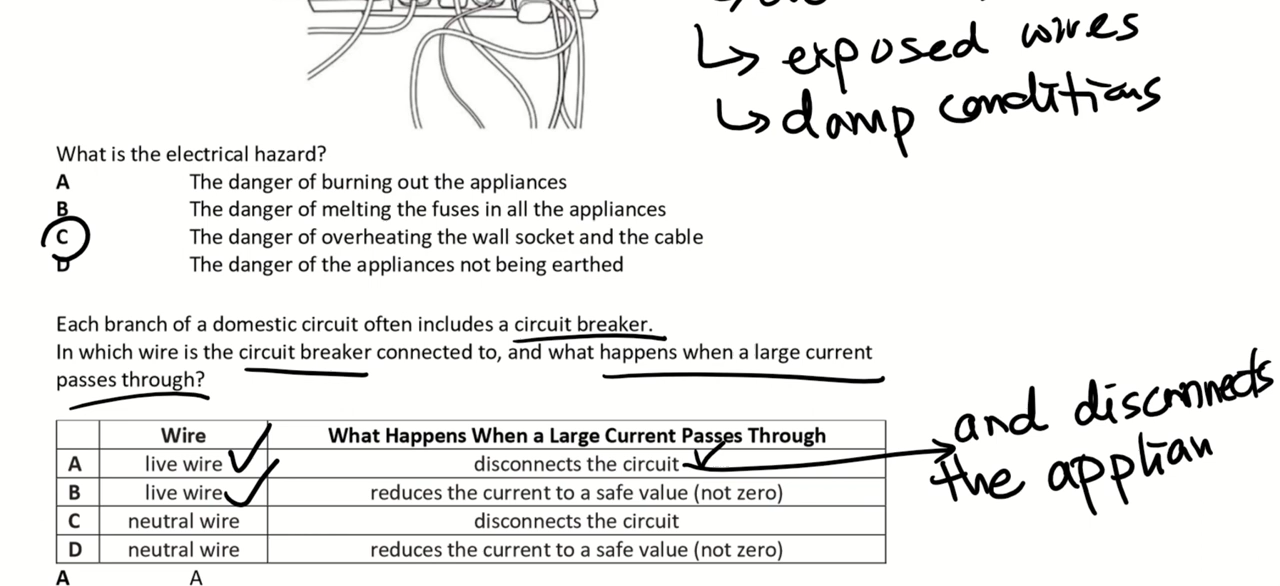 ↳ exposed wires
↳ damp conditions
What is the electrical hazard?
A The danger of burning out the appliances
B The danger of melting the fuses in all the appliances
C The danger of overheating the wall socket and the cable
D The danger of the appliances not being earthed
Each branch of a domestic circuit often includes a circuit breaker.
In which wire is the circuit breaker connected to, and what happens when a large current
passes through?
and disconnects
the applian
Wire What Happens When a Large Current Passes Through
A live wire disconnects the circuit
B live wire reduces the current to a safe value (not zero)
C neutral wire disconnects the circuit
D neutral wire reduces the current to a safe value (not zero)
A A